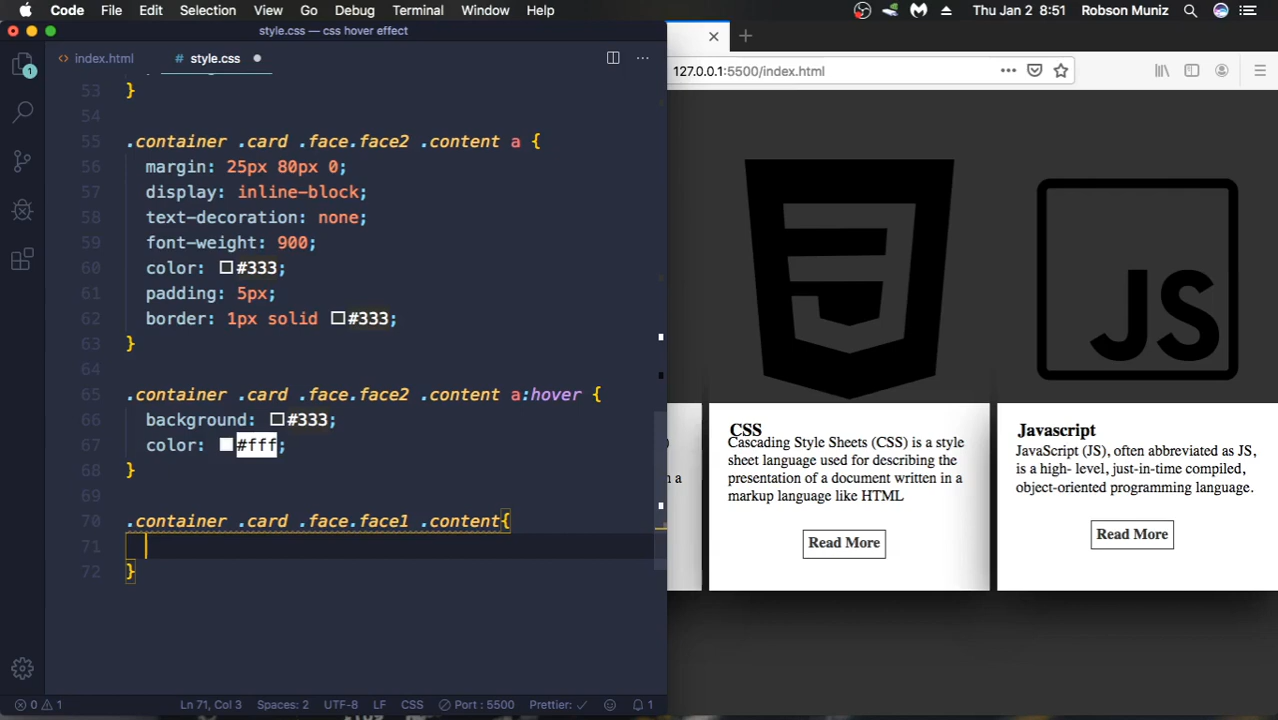 Code File Edit Selection View Go Debug Terminal Window Help Thu Jan 2 8:51 Robson Muniz
style.css — css hover effect
index.html # style.css
127.0.0.1:5500/index.html
1
53 }
54
55 .container .card .face.face2 .content a {
56 margin: 25px 80px 0;
57 display: inline-block;
58 text-decoration: none;
59 font-weight: 900;
60 color: #333;
61 padding: 5px;
62 border: 1px solid #333;
63 }
64
65 .container .card .face.face2 .content a:hover {
66 background: #333;
67 color: #fff;
68 }
69
70 .container .card .face.face1 .content{
71
72 }
JS
CSS
Cascading Style Sheets (CSS) is a style
sheet language used for describing the
presentation of a document written in a
markup language like HTML
Read More
Javascript
JavaScript (JS), often abbreviated as JS,
is a high- level, just-in-time compiled,
object-oriented programming language.
Read More
0 1 Ln 71, Col 3 Spaces: 2 UTF-8 LF CSS Port : 5500 Prettier: ✓ 1